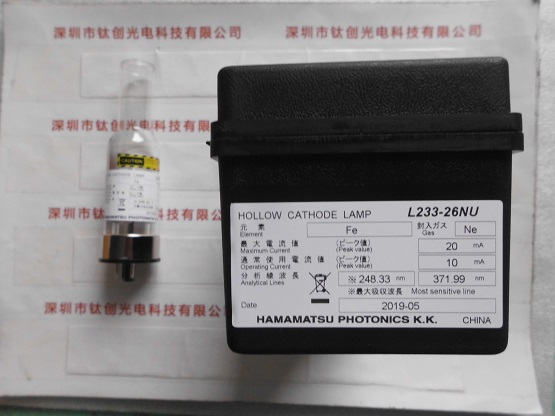 深圳市钛创光电科技有限公司
深圳市钛创光电科技有限公司
深圳市钛创光电科技有限公司
CAUTION
HAMAMATSU PHOTONICS
深圳市钛创光电
深圳市钛创光电科技有限公司
HOLLOW CATHODE LAMP L233-26NU
元素 Element Fe 封入ガス Gas Ne
最大電流値 Maximum Current (ピーク値) (Peak value) 20 mA
通常使用電流値 Operating Current (ピーク値) (Peak value) 10 mA
分析線波長 Analytical Lines ※248.33 nm 371.99 nm
※最大吸収波長 Most sensitive line
Date 2019-05
HAMAMATSU PHOTONICS K.K. CHINA